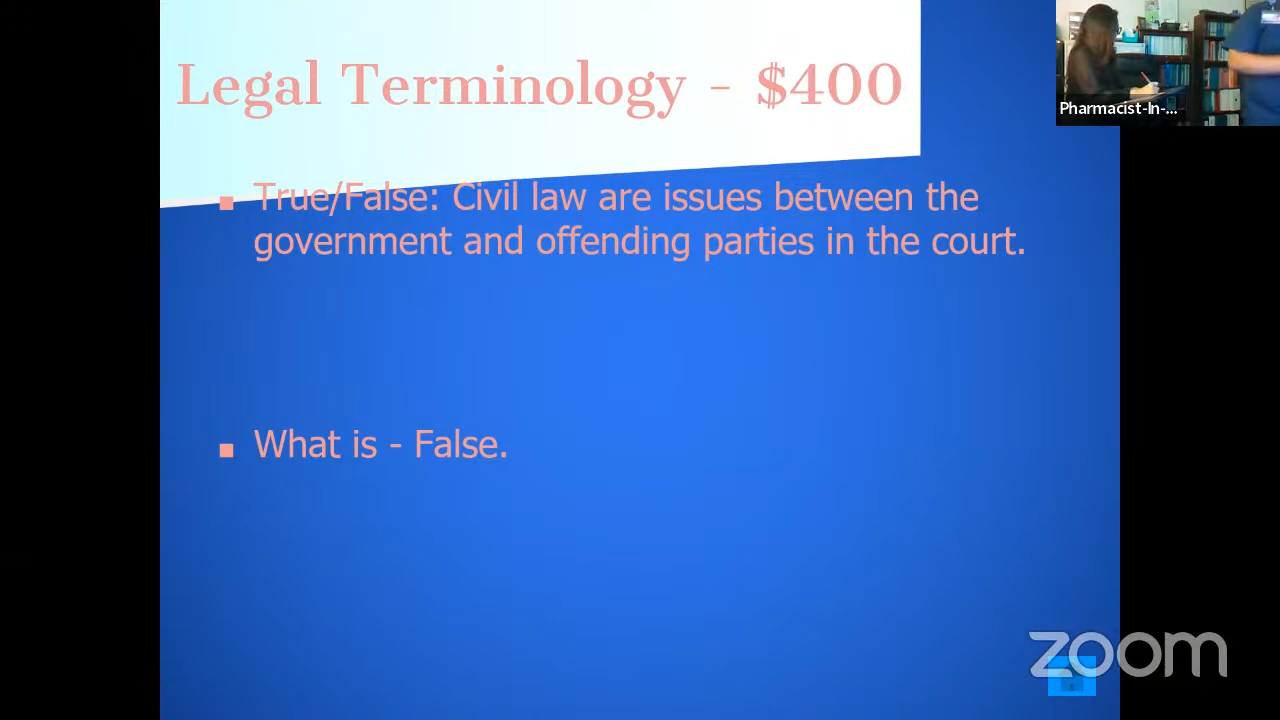 Legal Terminology - $400
Pharmacist-In-...
■ True/False: Civil law are issues between the
government and offending parties in the court.
■ What is - False.
zoom